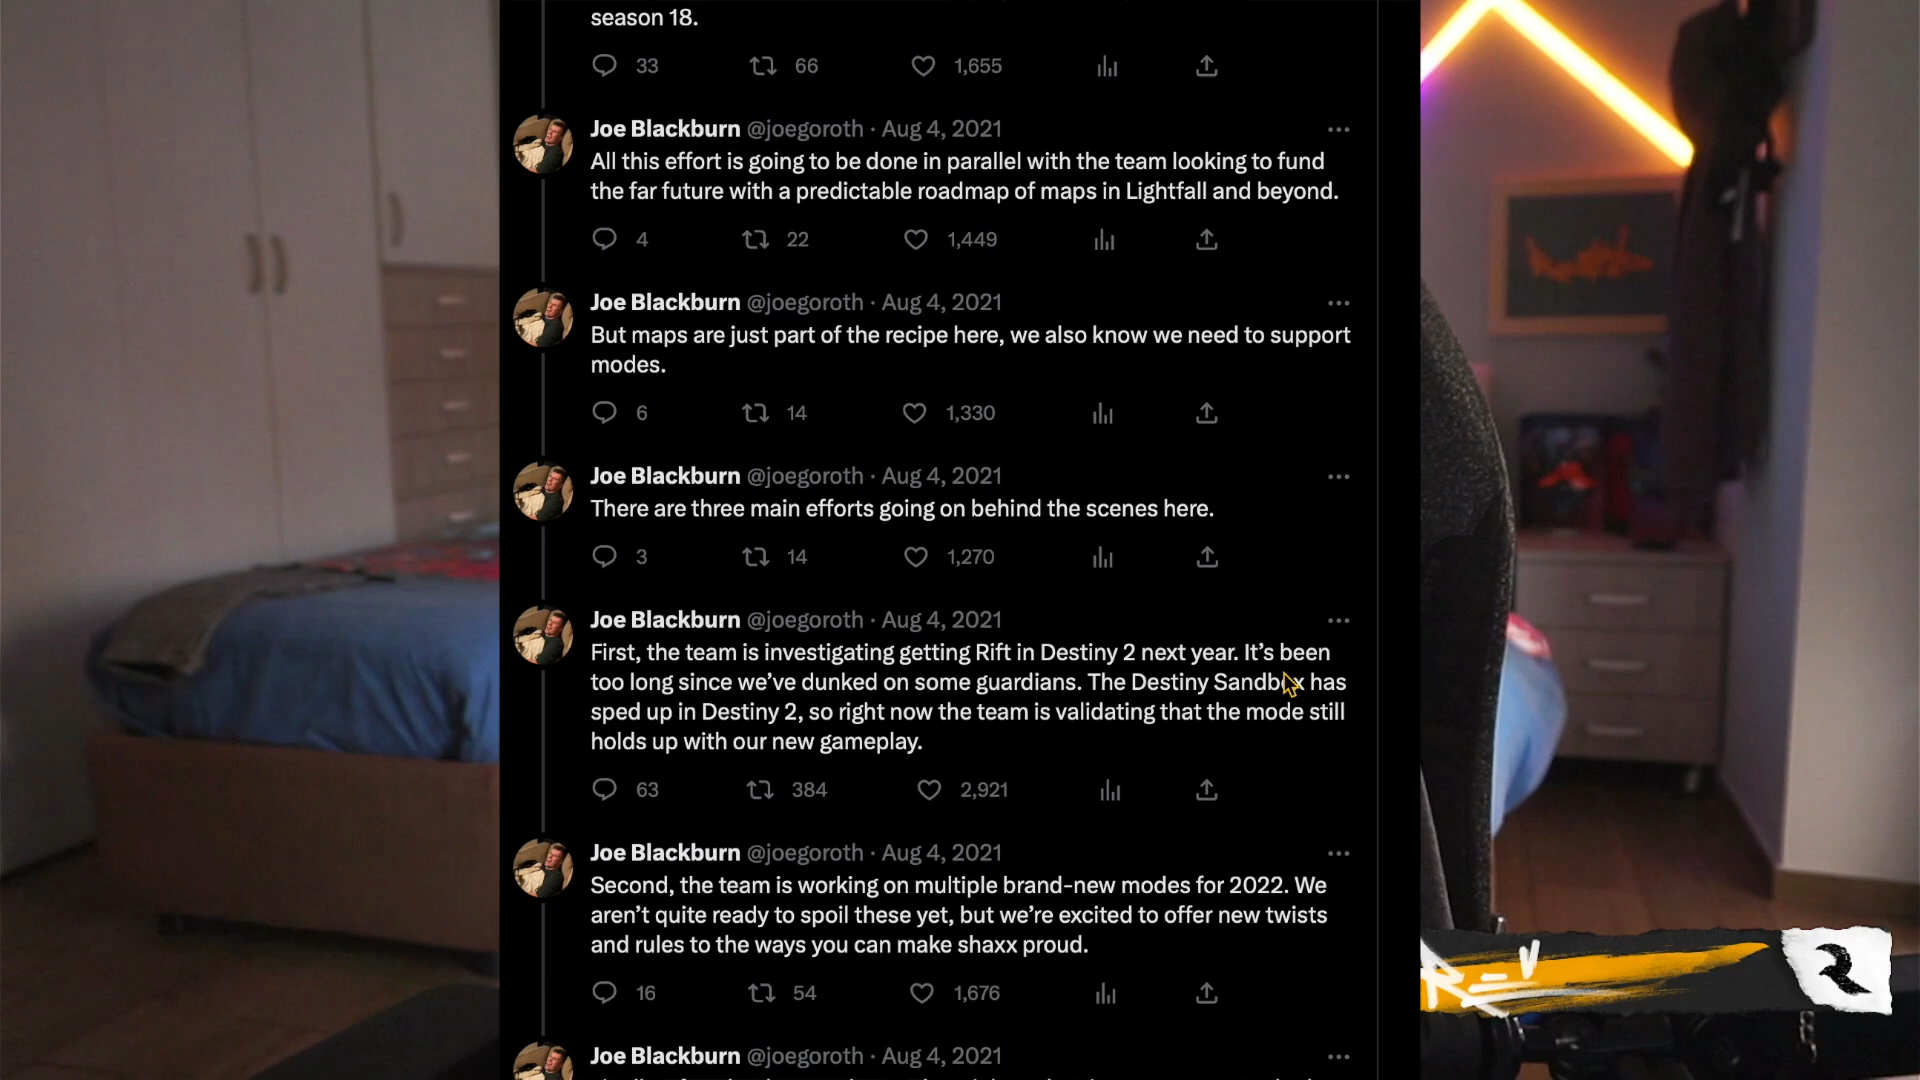 season 18.
33 66 1,655
Joe Blackburn @joegoroth · Aug 4, 2021
All this effort is going to be done in parallel with the team looking to fund
the far future with a predictable roadmap of maps in Lightfall and beyond.
4 22 1,449
Joe Blackburn @joegoroth · Aug 4, 2021
But maps are just part of the recipe here, we also know we need to support
modes.
6 14 1,330
Joe Blackburn @joegoroth · Aug 4, 2021
There are three main efforts going on behind the scenes here.
3 14 1,270
Joe Blackburn @joegoroth · Aug 4, 2021
First, the team is investigating getting Rift in Destiny 2 next year. It’s been
too long since we’ve dunked on some guardians. The Destiny Sandbox has
sped up in Destiny 2, so right now the team is validating that the mode still
holds up with our new gameplay.
63 384 2,921
Joe Blackburn @joegoroth · Aug 4, 2021
Second, the team is working on multiple brand-new modes for 2022. We
aren’t quite ready to spoil these yet, but we’re excited to offer new twists
and rules to the ways you can make shaxx proud.
16 54 1,676
Joe Blackburn @joegoroth · Aug 4, 2021